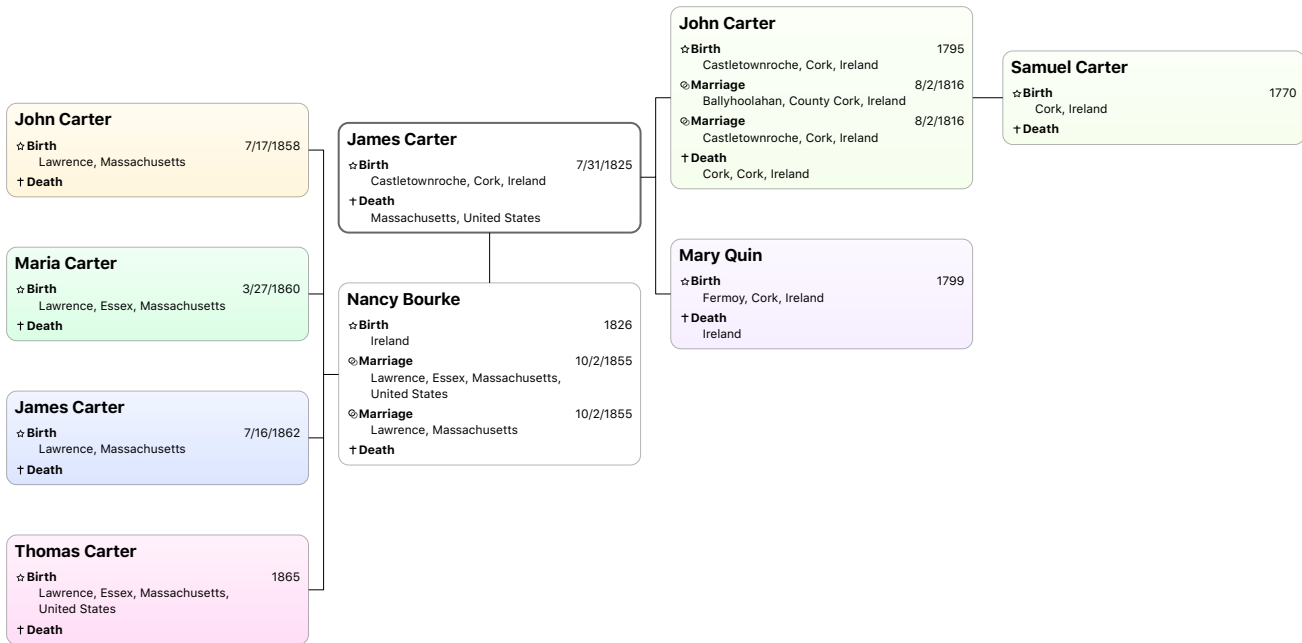 John Carter
Birth 7/17/1858
Lawrence, Massachusetts
Death
Maria Carter
Birth 3/27/1860
Lawrence, Essex, Massachusetts
Death
James Carter
Birth 7/16/1862
Lawrence, Massachusetts
Death
Thomas Carter
Birth 1865
Lawrence, Essex, Massachusetts,
United States
Death
James Carter
Birth 7/31/1825
Castletownroche, Cork, Ireland
Death
Massachusetts, United States
Nancy Bourke
Birth 1826
Ireland
Marriage 10/2/1855
Lawrence, Essex, Massachusetts,
United States
Marriage 10/2/1855
Lawrence, Massachusetts
Death
John Carter
Birth 1795
Castletownroche, Cork, Ireland
Marriage 8/2/1816
Ballyhoolahan, County Cork, Ireland
Marriage 8/2/1816
Castletownroche, Cork, Ireland
Death
Cork, Cork, Ireland
Mary Quin
Birth 1799
Fermoy, Cork, Ireland
Death
Ireland
Samuel Carter
Birth 1770
Cork, Ireland
Death